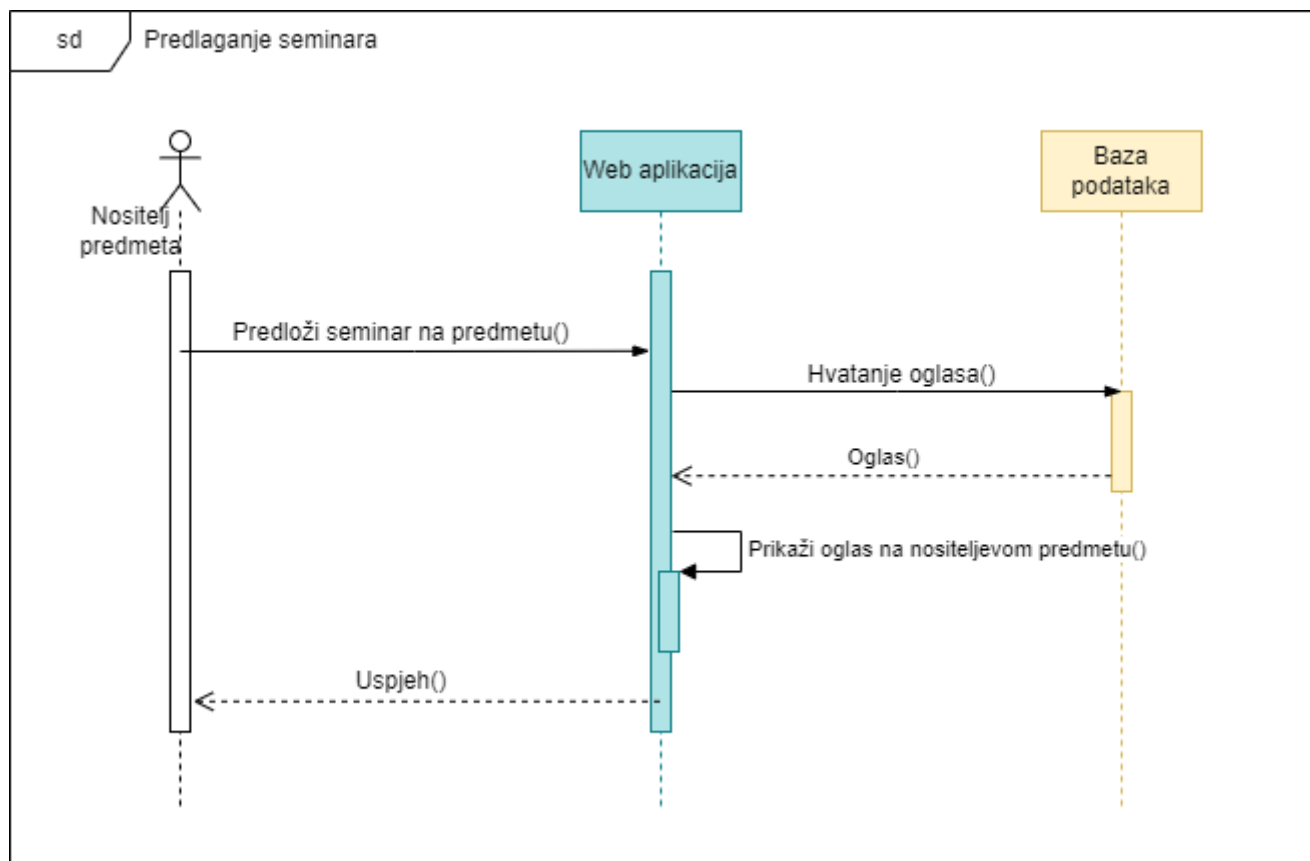 sd
Predlaganje seminara
Nositelj
predmeta
Web aplikacija
Baza
podataka
Predloži seminar na predmetu()
Hvatanje oglasa()
Oglas()
Prikaži oglas na nositeljevom predmetu()
Uspjeh()